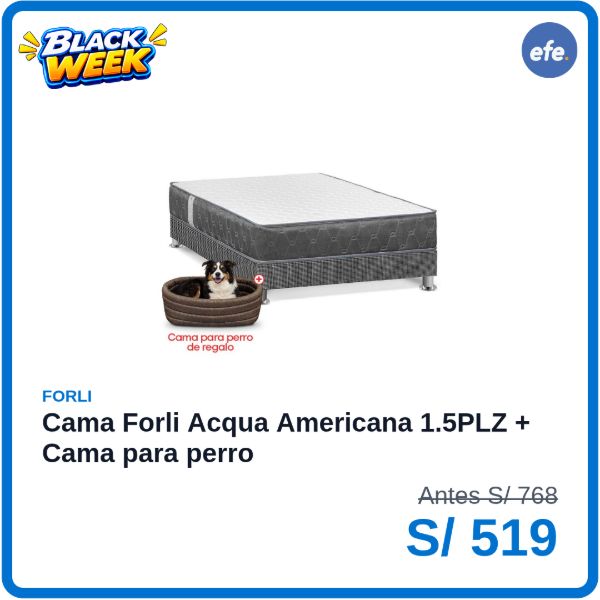 BLACK
WEEK
efe.
Cama para perro
de regalo
FORLI
Cama Forli Acqua Americana 1.5PLZ +
Cama para perro
Antes S/ 768
S/ 519